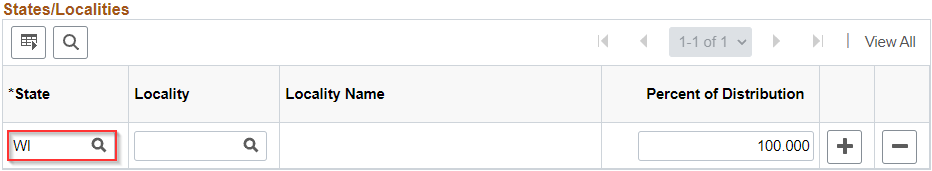 States/Localities
1-1 of 1
View All
*State Locality Locality Name Percent of Distribution
WI 100.000